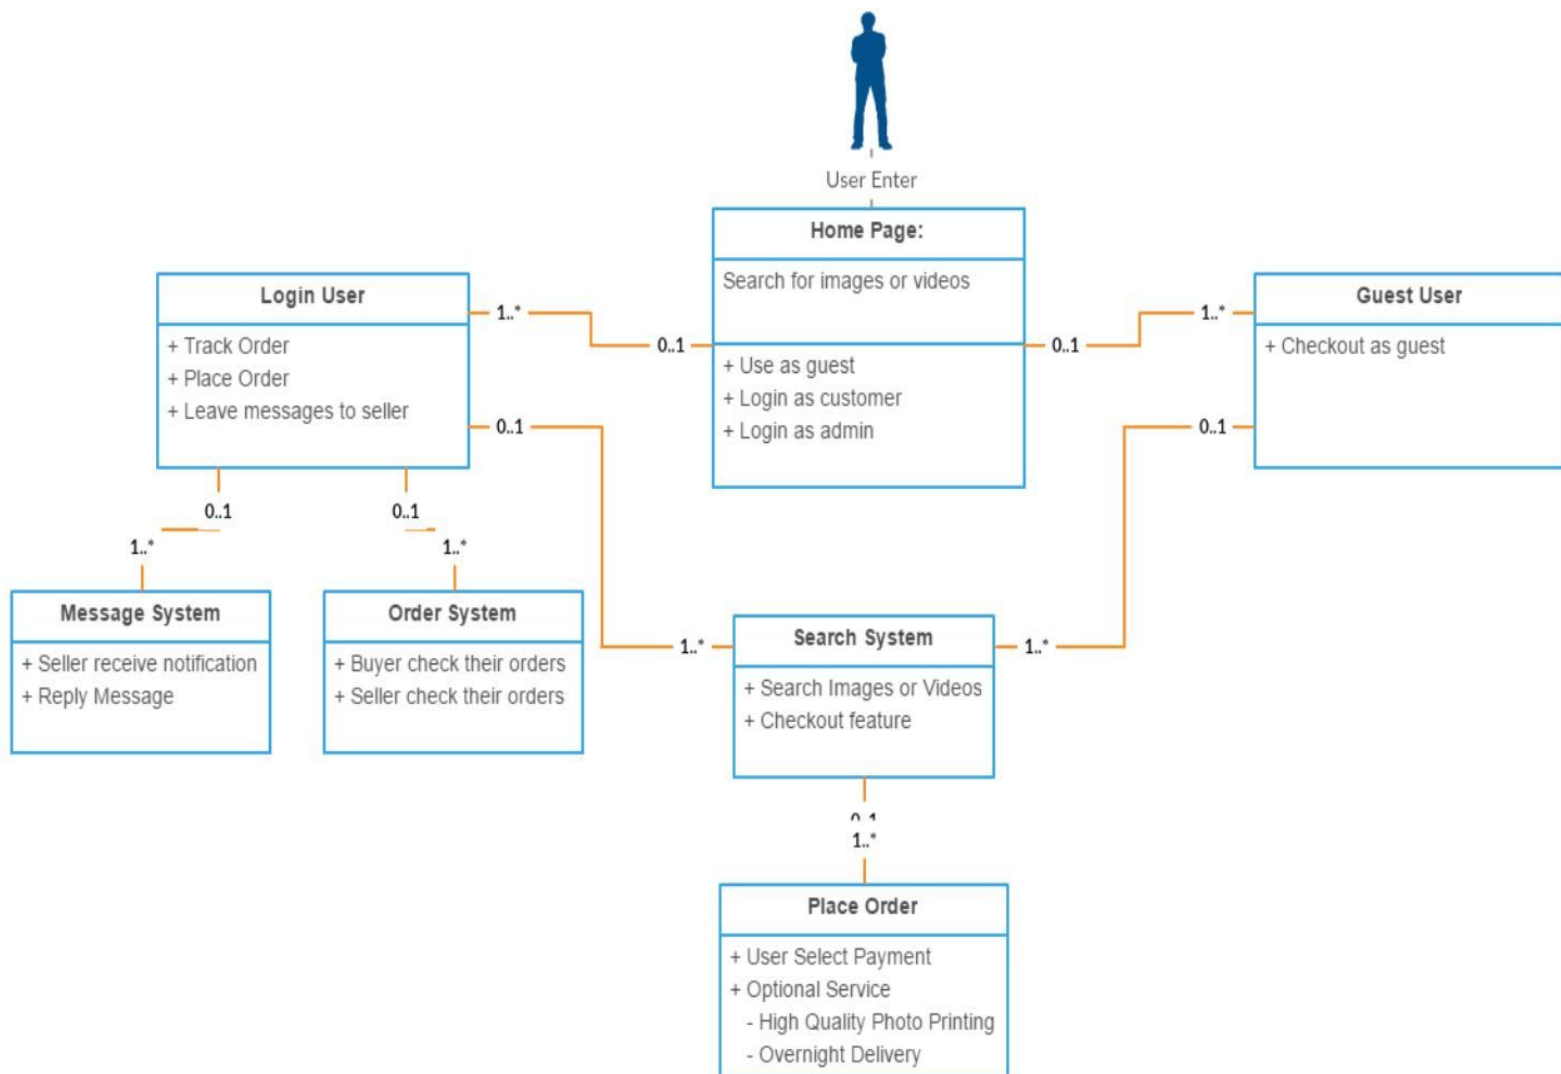 User Enter
Home Page:
Search for images or videos
+ Use as guest
+ Login as customer
+ Login as admin
Login User
+ Track Order
+ Place Order
+ Leave messages to seller
Guest User
+ Checkout as guest
1..*
0..1
0..1
1..*
0..1
0..1
0..1
0..1
1..*
1..*
Message System
+ Seller receive notification
+ Reply Message
Order System
+ Buyer check their orders
+ Seller check their orders
1..*
1..*
Search System
+ Search Images or Videos
+ Checkout feature
1..*
Place Order
+ User Select Payment
+ Optional Service
- High Quality Photo Printing
- Overnight Delivery